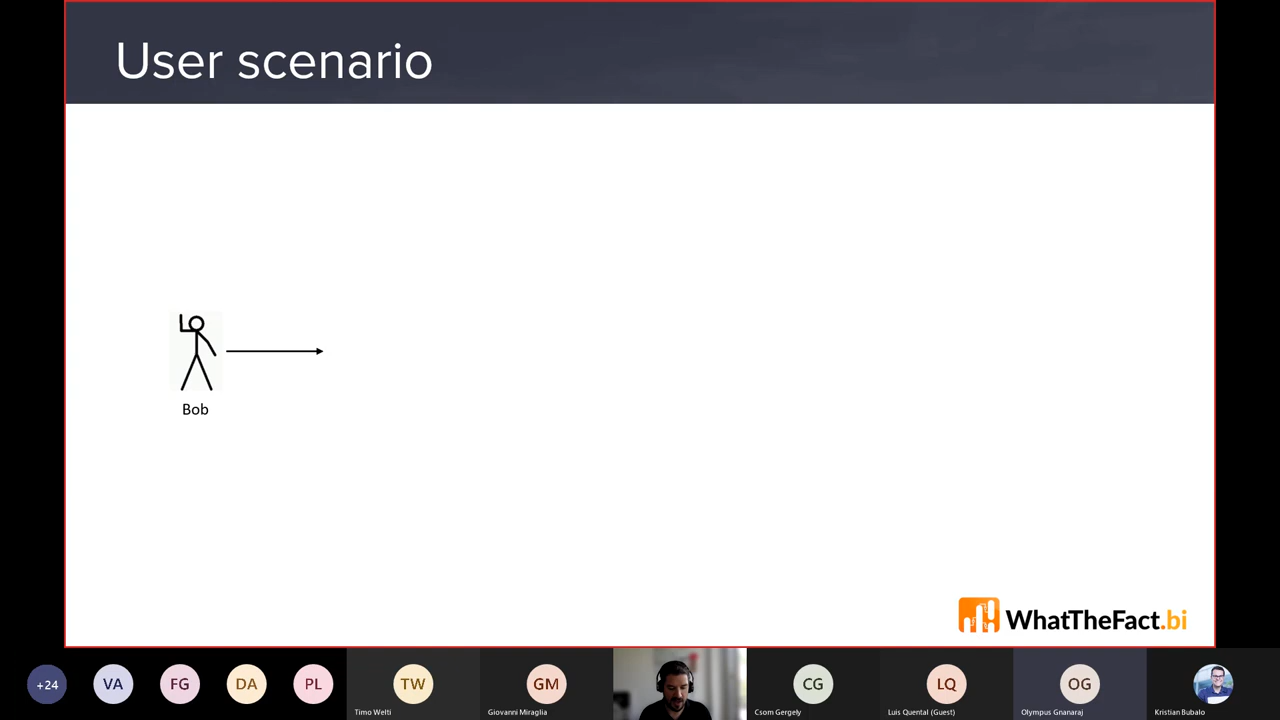 User scenario
Bob
WhatTheFact.bi
+24
VA
FG
DA
PL
TW
Timo Welti
GM
Giovanni Miraglia
CG
Csom Gergely
LQ
Luis Quental (Guest)
OG
Olympus Gnanaraj
Kristian Bubalo